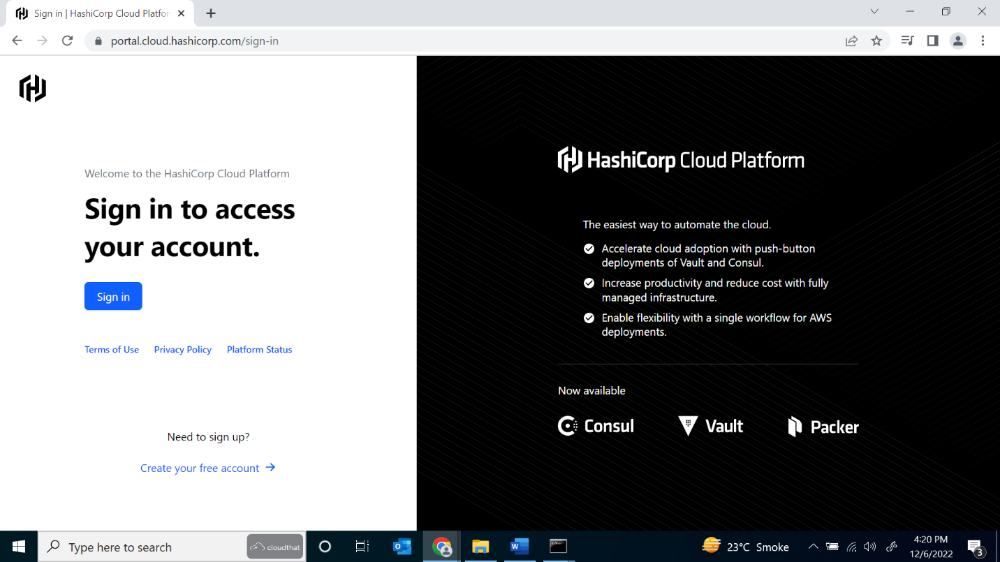 Sign in | HashiCorp Cloud Platfor
portal.cloud.hashicorp.com/sign-in
Welcome to the HashiCorp Cloud Platform
Sign in to access
your account.
Sign in
Terms of Use Privacy Policy Platform Status
Need to sign up?
Create your free account
HashiCorp Cloud Platform
The easiest way to automate the cloud.
Accelerate cloud adoption with push-button
deployments of Vault and Consul.
Increase productivity and reduce cost with fully
managed infrastructure.
Enable flexibility with a single workflow for AWS
deployments.
Now available
Consul Vault Packer
Type here to search
cloudthat
23°C Smoke
4:20 PM
12/6/2022
3